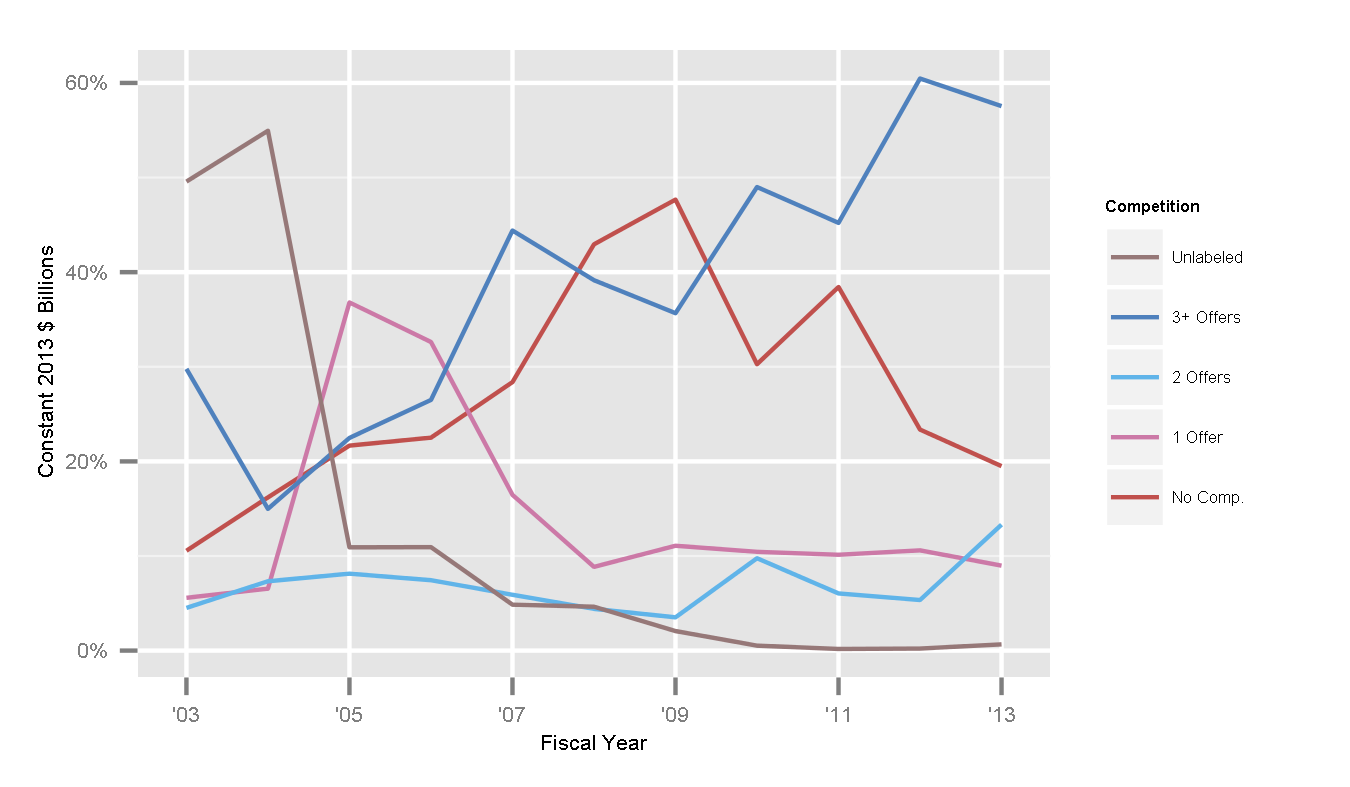 60%
40%
20%
0%
Constant 2013 $ Billions
'03 '05 '07 '09 '11 '13
Fiscal Year
Competition
Unlabeled
3+ Offers
2 Offers
1 Offer
No Comp.